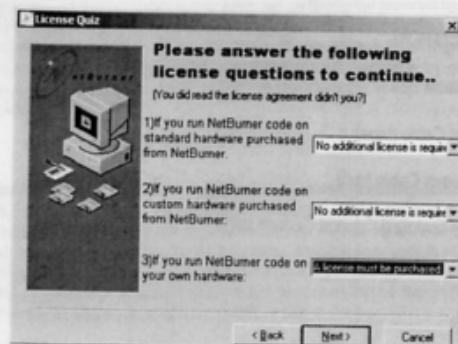 License Quiz
NetBurner
Please answer the following
license questions to continue..
(You did read the license agreement didn't you?)
1)If you run NetBurner code on
standard hardware purchased
from NetBurner.
No additional license is require
2)If you run NetBurner code on
custom hardware purchased
from NetBurner:
No additional license is require
3)If you run NetBurner code on
your own hardware:
A license must be purchased
< Back
Next >
Cancel